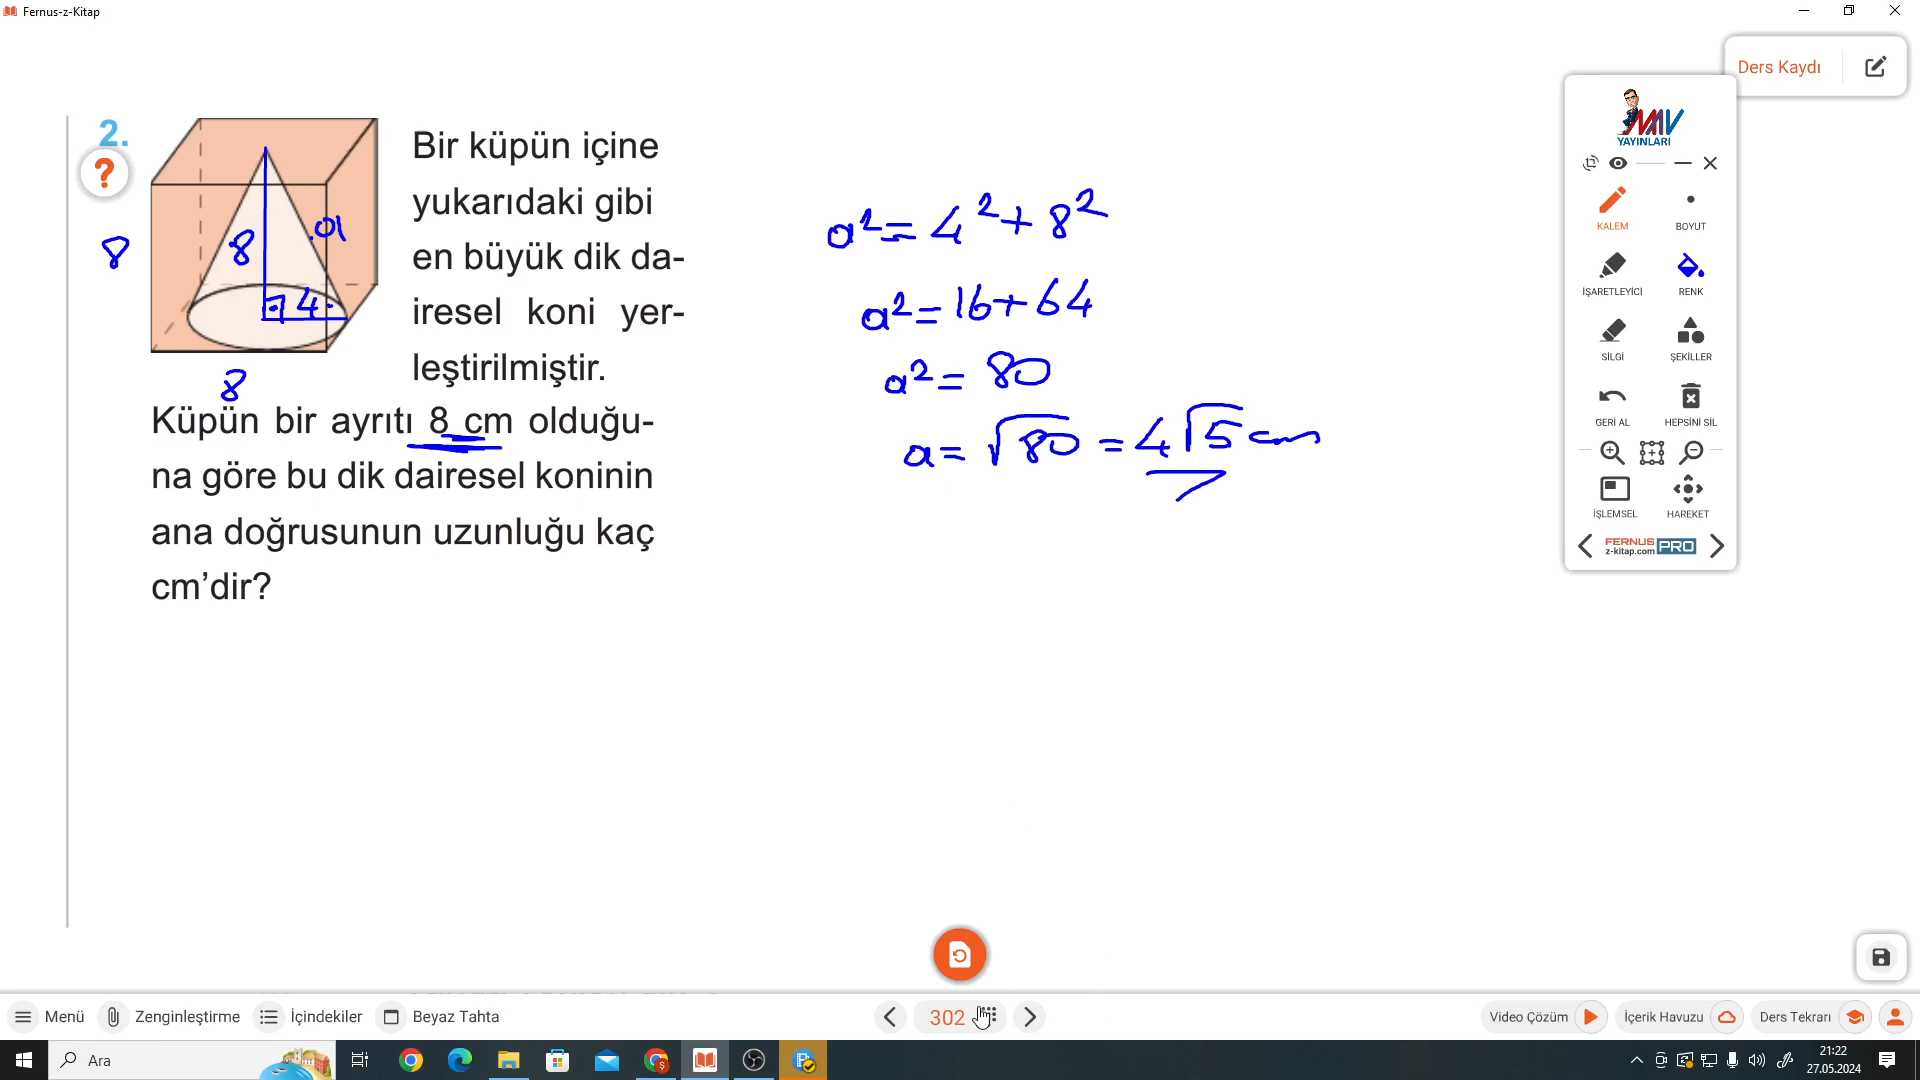 Fernus-z-Kitap
Ders Kaydı
2.
?
Bir küpün içine
yukarıdaki gibi
en büyük dik da-
iresel koni yer-
leştirilmiştir.
Küpün bir ayrıtı 8 cm olduğu-
na göre bu dik dairesel koninin
ana doğrusunun uzunluğu kaç
cm’dir?
8
8
a
4
8
a² = 4² + 8²
a² = 16 + 64
a² = 80
a = √80 = 4√5 cm
MAV
YAYINLARI
KALEM
BOYUT
İŞARETLEYİCİ
RENK
SİLGİ
ŞEKİLLER
GERİ AL
HEPSİNİ SİL
İŞLEMSEL
HAREKET
FERNUS
z-kitap.com
PRO
Menü
Zenginleştirme
İçindekiler
Beyaz Tahta
302
Video Çözüm
İçerik Havuzu
Ders Tekrarı
Ara
21:22
27.05.2024